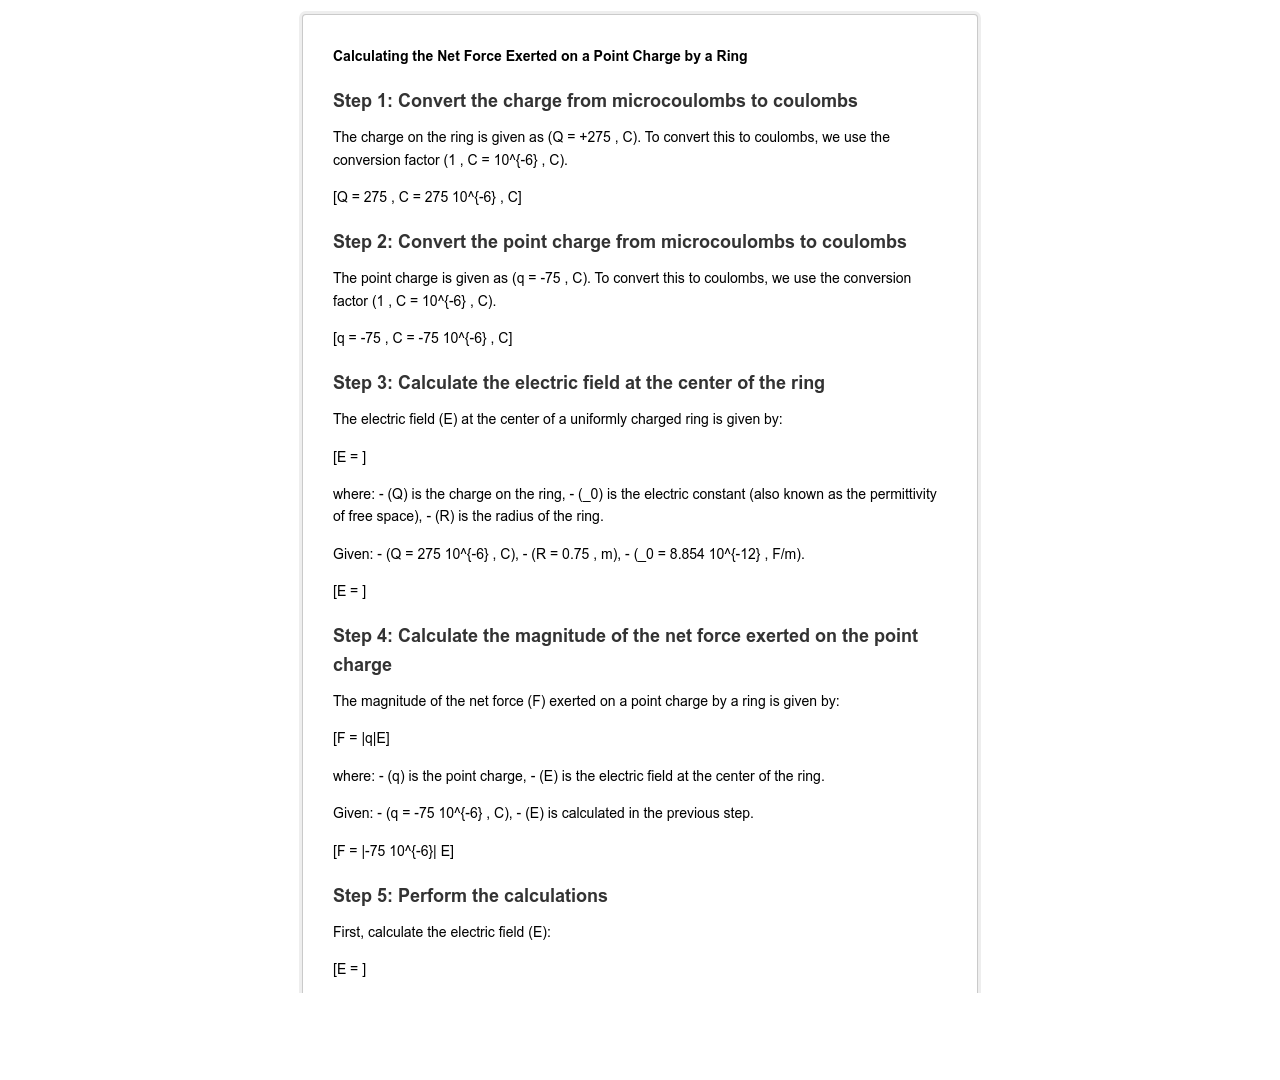 Calculating the Net Force Exerted on a Point Charge by a Ring
Step 1: Convert the charge from microcoulombs to coulombs
The charge on the ring is given as (Q = +275 , C). To convert this to coulombs, we use the
conversion factor (1 , C = 10^{-6} , C).
[Q = 275 , C = 275 10^{-6} , C]
Step 2: Convert the point charge from microcoulombs to coulombs
The point charge is given as (q = -75 , C). To convert this to coulombs, we use the conversion
factor (1 , C = 10^{-6} , C).
[q = -75 , C = -75 10^{-6} , C]
Step 3: Calculate the electric field at the center of the ring
The electric field (E) at the center of a uniformly charged ring is given by:
[E = ]
where: - (Q) is the charge on the ring, - (_0) is the electric constant (also known as the permittivity
of free space), - (R) is the radius of the ring.
Given: - (Q = 275 10^{-6} , C), - (R = 0.75 , m), - (_0 = 8.854 10^{-12} , F/m).
[E = ]
Step 4: Calculate the magnitude of the net force exerted on the point
charge
The magnitude of the net force (F) exerted on a point charge by a ring is given by:
[F = |q|E]
where: - (q) is the point charge, - (E) is the electric field at the center of the ring.
Given: - (q = -75 10^{-6} , C), - (E) is calculated in the previous step.
[F = |-75 10^{-6}| E]
Step 5: Perform the calculations
First, calculate the electric field (E):
[E = ]